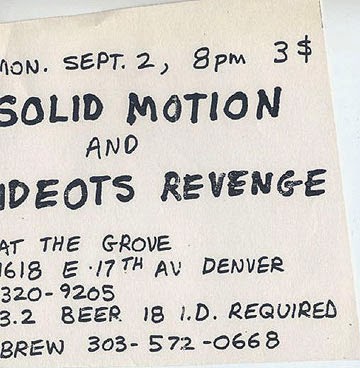 MON. SEPT. 2, 8pm 3$
SOLID MOTION
AND
IDEOTS REVENGE
AT THE GROVE
1618 E. 17TH AV DENVER
320-9205
3.2 BEER 18 I.D. REQUIRED
BREW 303-572-0668